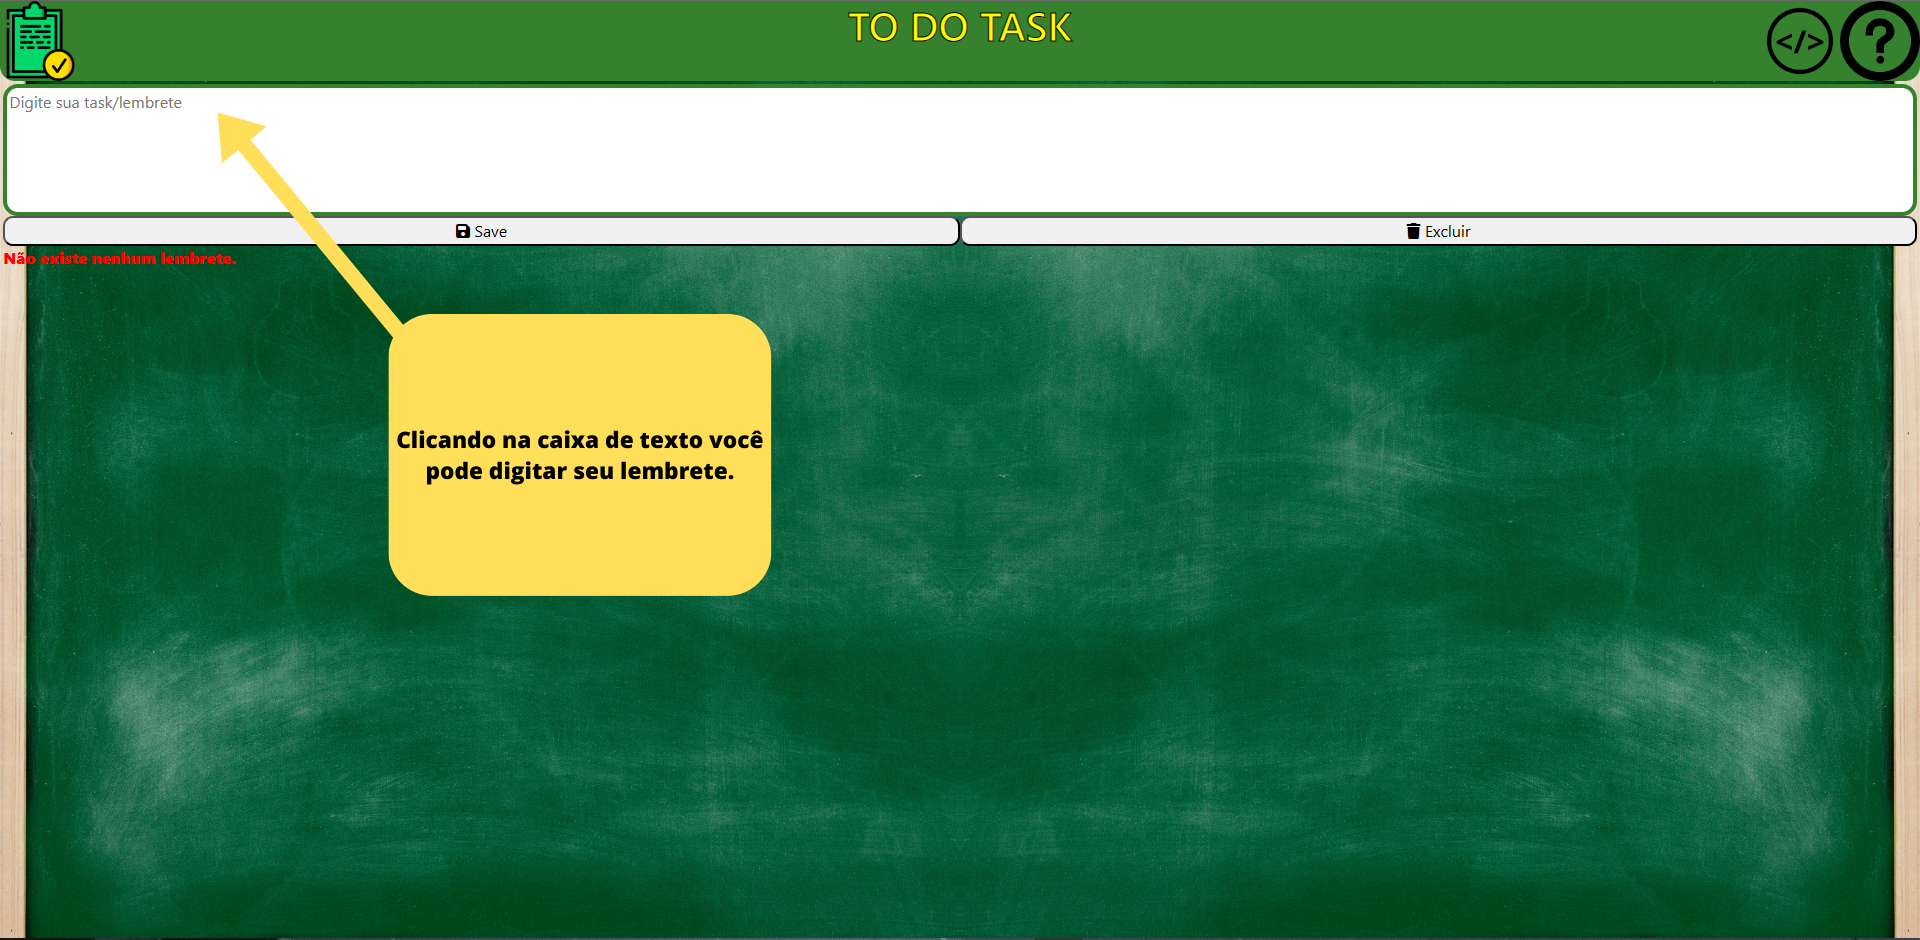 TO DO TASK
</>
?
Digite sua task/lembrete
Save
Excluir
Não existe nenhum lembrete.
Clicando na caixa de texto você
pode digitar seu lembrete.